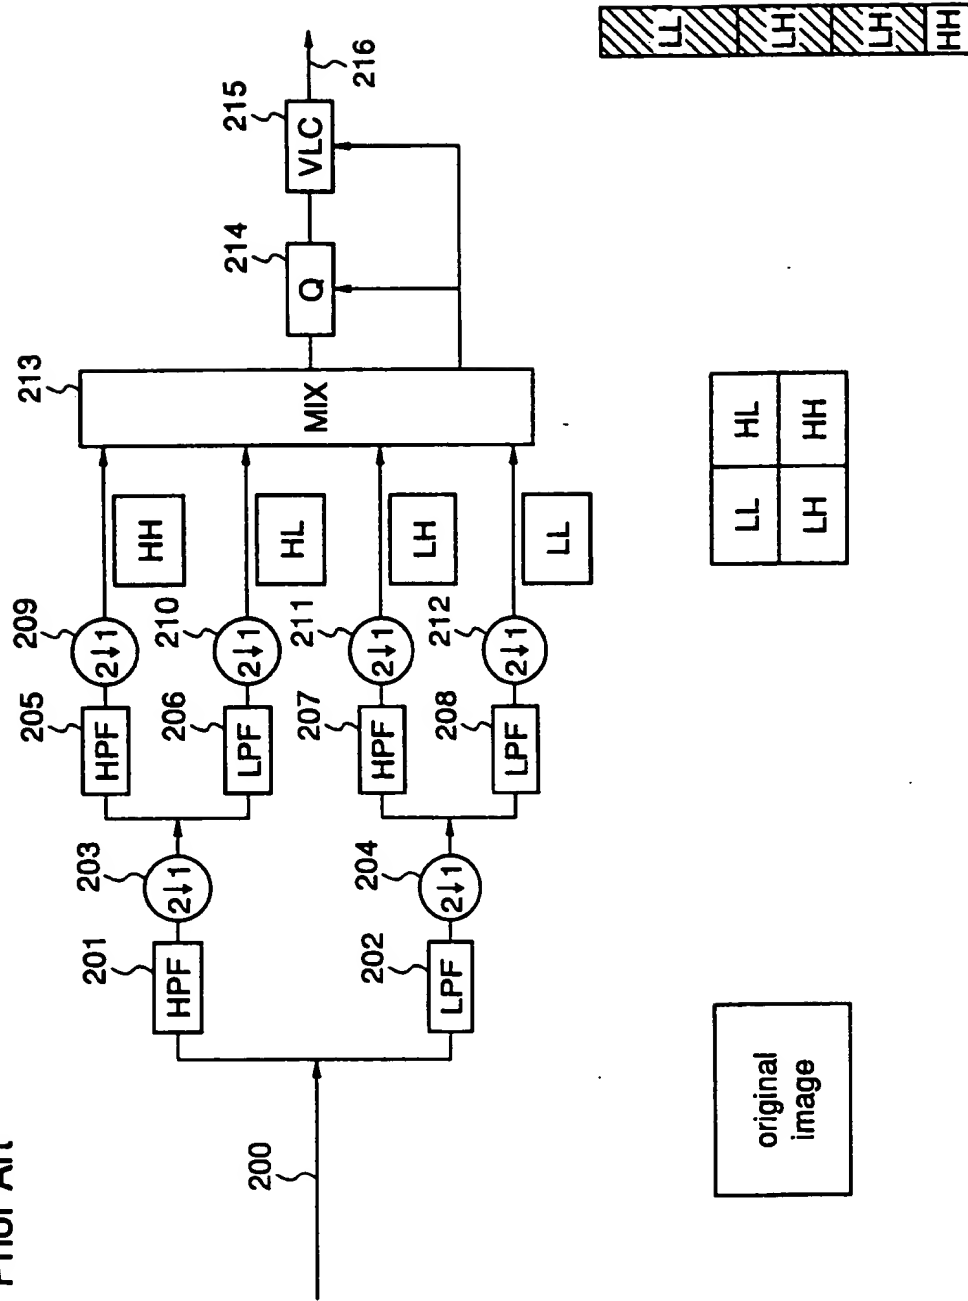 Prior Art
200
201
HPF
202
LPF
203
2↓1
204
2↓1
205
HPF
206
LPF
207
HPF
208
LPF
209
2↓1
210
2↓1
211
2↓1
212
2↓1
HH
HL
LH
LL
213
MIX
214
Q
215
VLC
216
original
image
LL HL
LH HH
LL LH LH HH